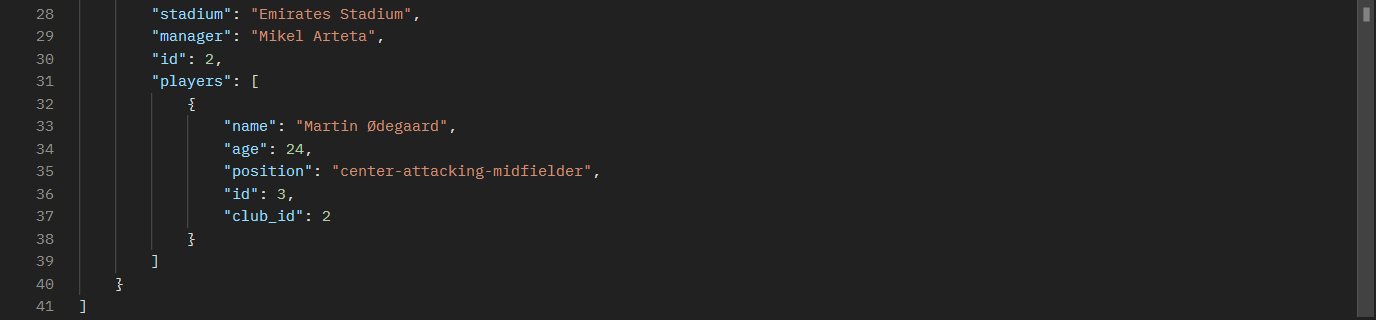 28 "stadium": "Emirates Stadium",
29 "manager": "Mikel Arteta",
30 "id": 2,
31 "players": [
32 {
33 "name": "Martin Ødegaard",
34 "age": 24,
35 "position": "center-attacking-midfielder",
36 "id": 3,
37 "club_id": 2
38 }
39 ]
40 }
41 ]